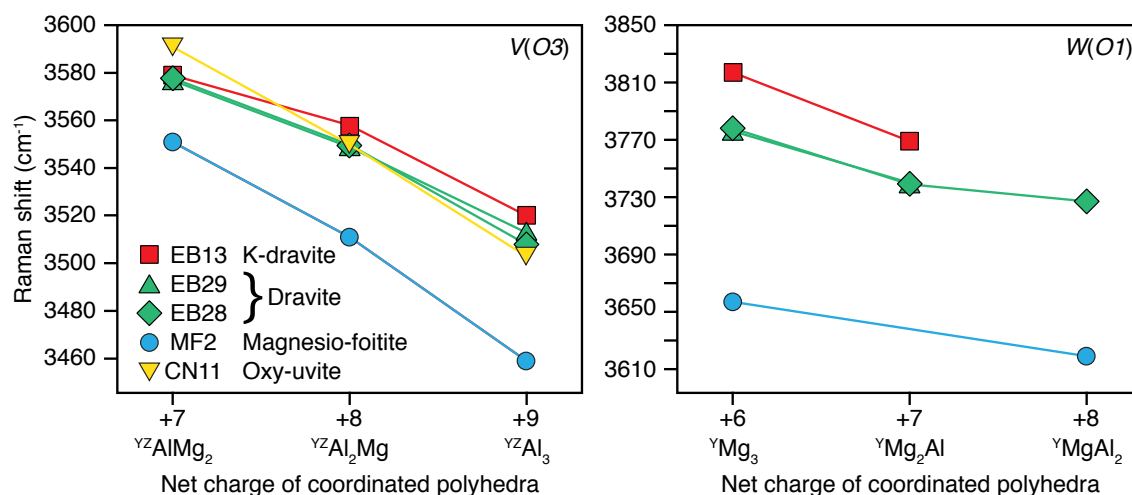 V(O3)
3600
3580
3560
3540
3520
3500
3480
3460
Raman shift (cm⁻¹)
EB13 K-dravite
EB29
EB28
} Dravite
MF2 Magnesio-foitite
CN11 Oxy-uvite
+7 +8 +9
ʸᶻAlMg₂ ʸᶻAl₂Mg ʸᶻAl₃
Net charge of coordinated polyhedra
W(O1)
3850
3810
3770
3730
3690
3650
3610
+6 +7 +8
ʸMg₃ ʸMg₂Al ʸMgAl₂
Net charge of coordinated polyhedra